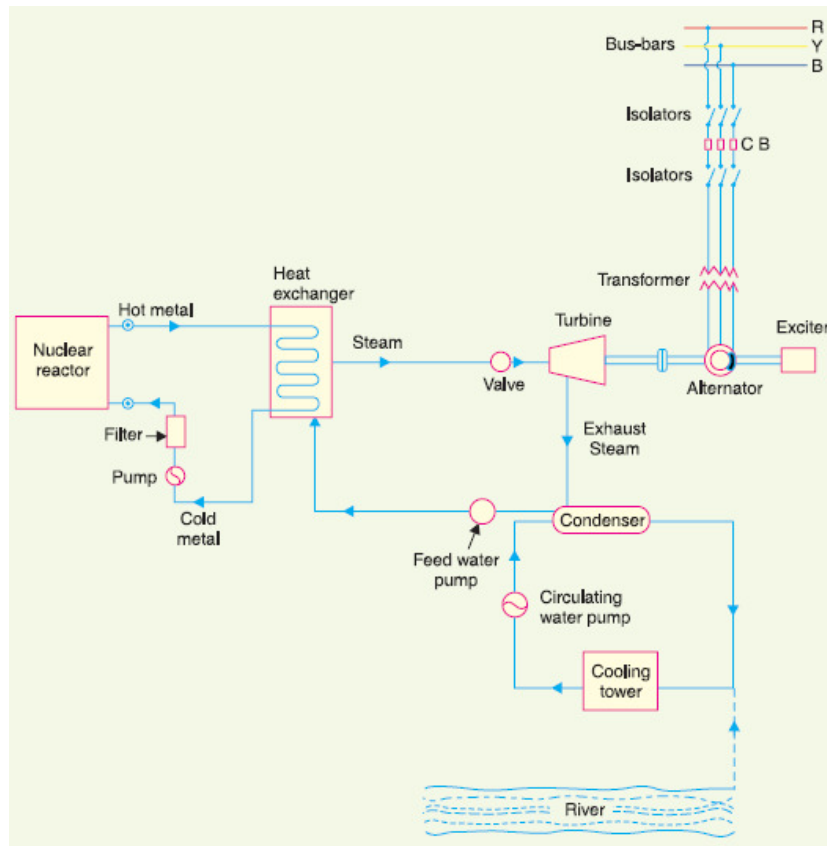 R
Bus-bars
Y
B
Isolators
C B
Isolators
Transformer
Heat
exchanger
Hot metal
Turbine
Exciter
Nuclear
reactor
Steam
Valve
Alternator
Filter
Exhaust
Steam
Pump
Cold
metal
Condenser
Feed water
pump
Circulating
water pump
Cooling
tower
River